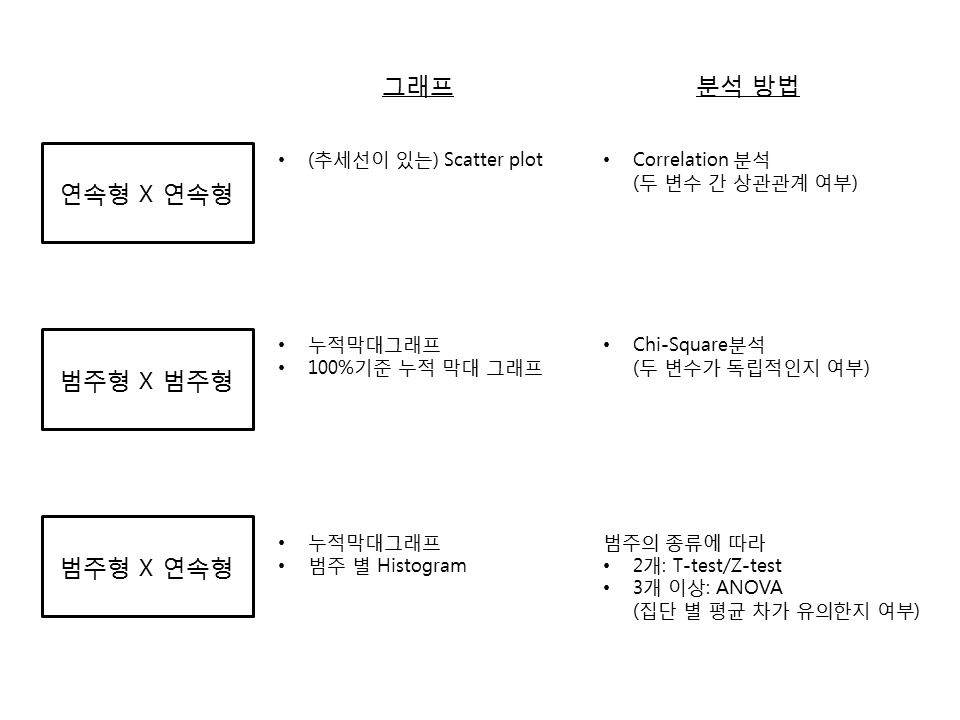 그래프
분석 방법
연속형 X 연속형
• (추세선이 있는) Scatter plot
• Correlation 분석
(두 변수 간 상관관계 여부)
범주형 X 범주형
• 누적막대그래프
• 100%기준 누적 막대 그래프
• Chi-Square분석
(두 변수가 독립적인지 여부)
범주형 X 연속형
• 누적막대그래프
• 범주 별 Histogram
범주의 종류에 따라
• 2개: T-test/Z-test
• 3개 이상: ANOVA
(집단 별 평균 차가 유의한지 여부)